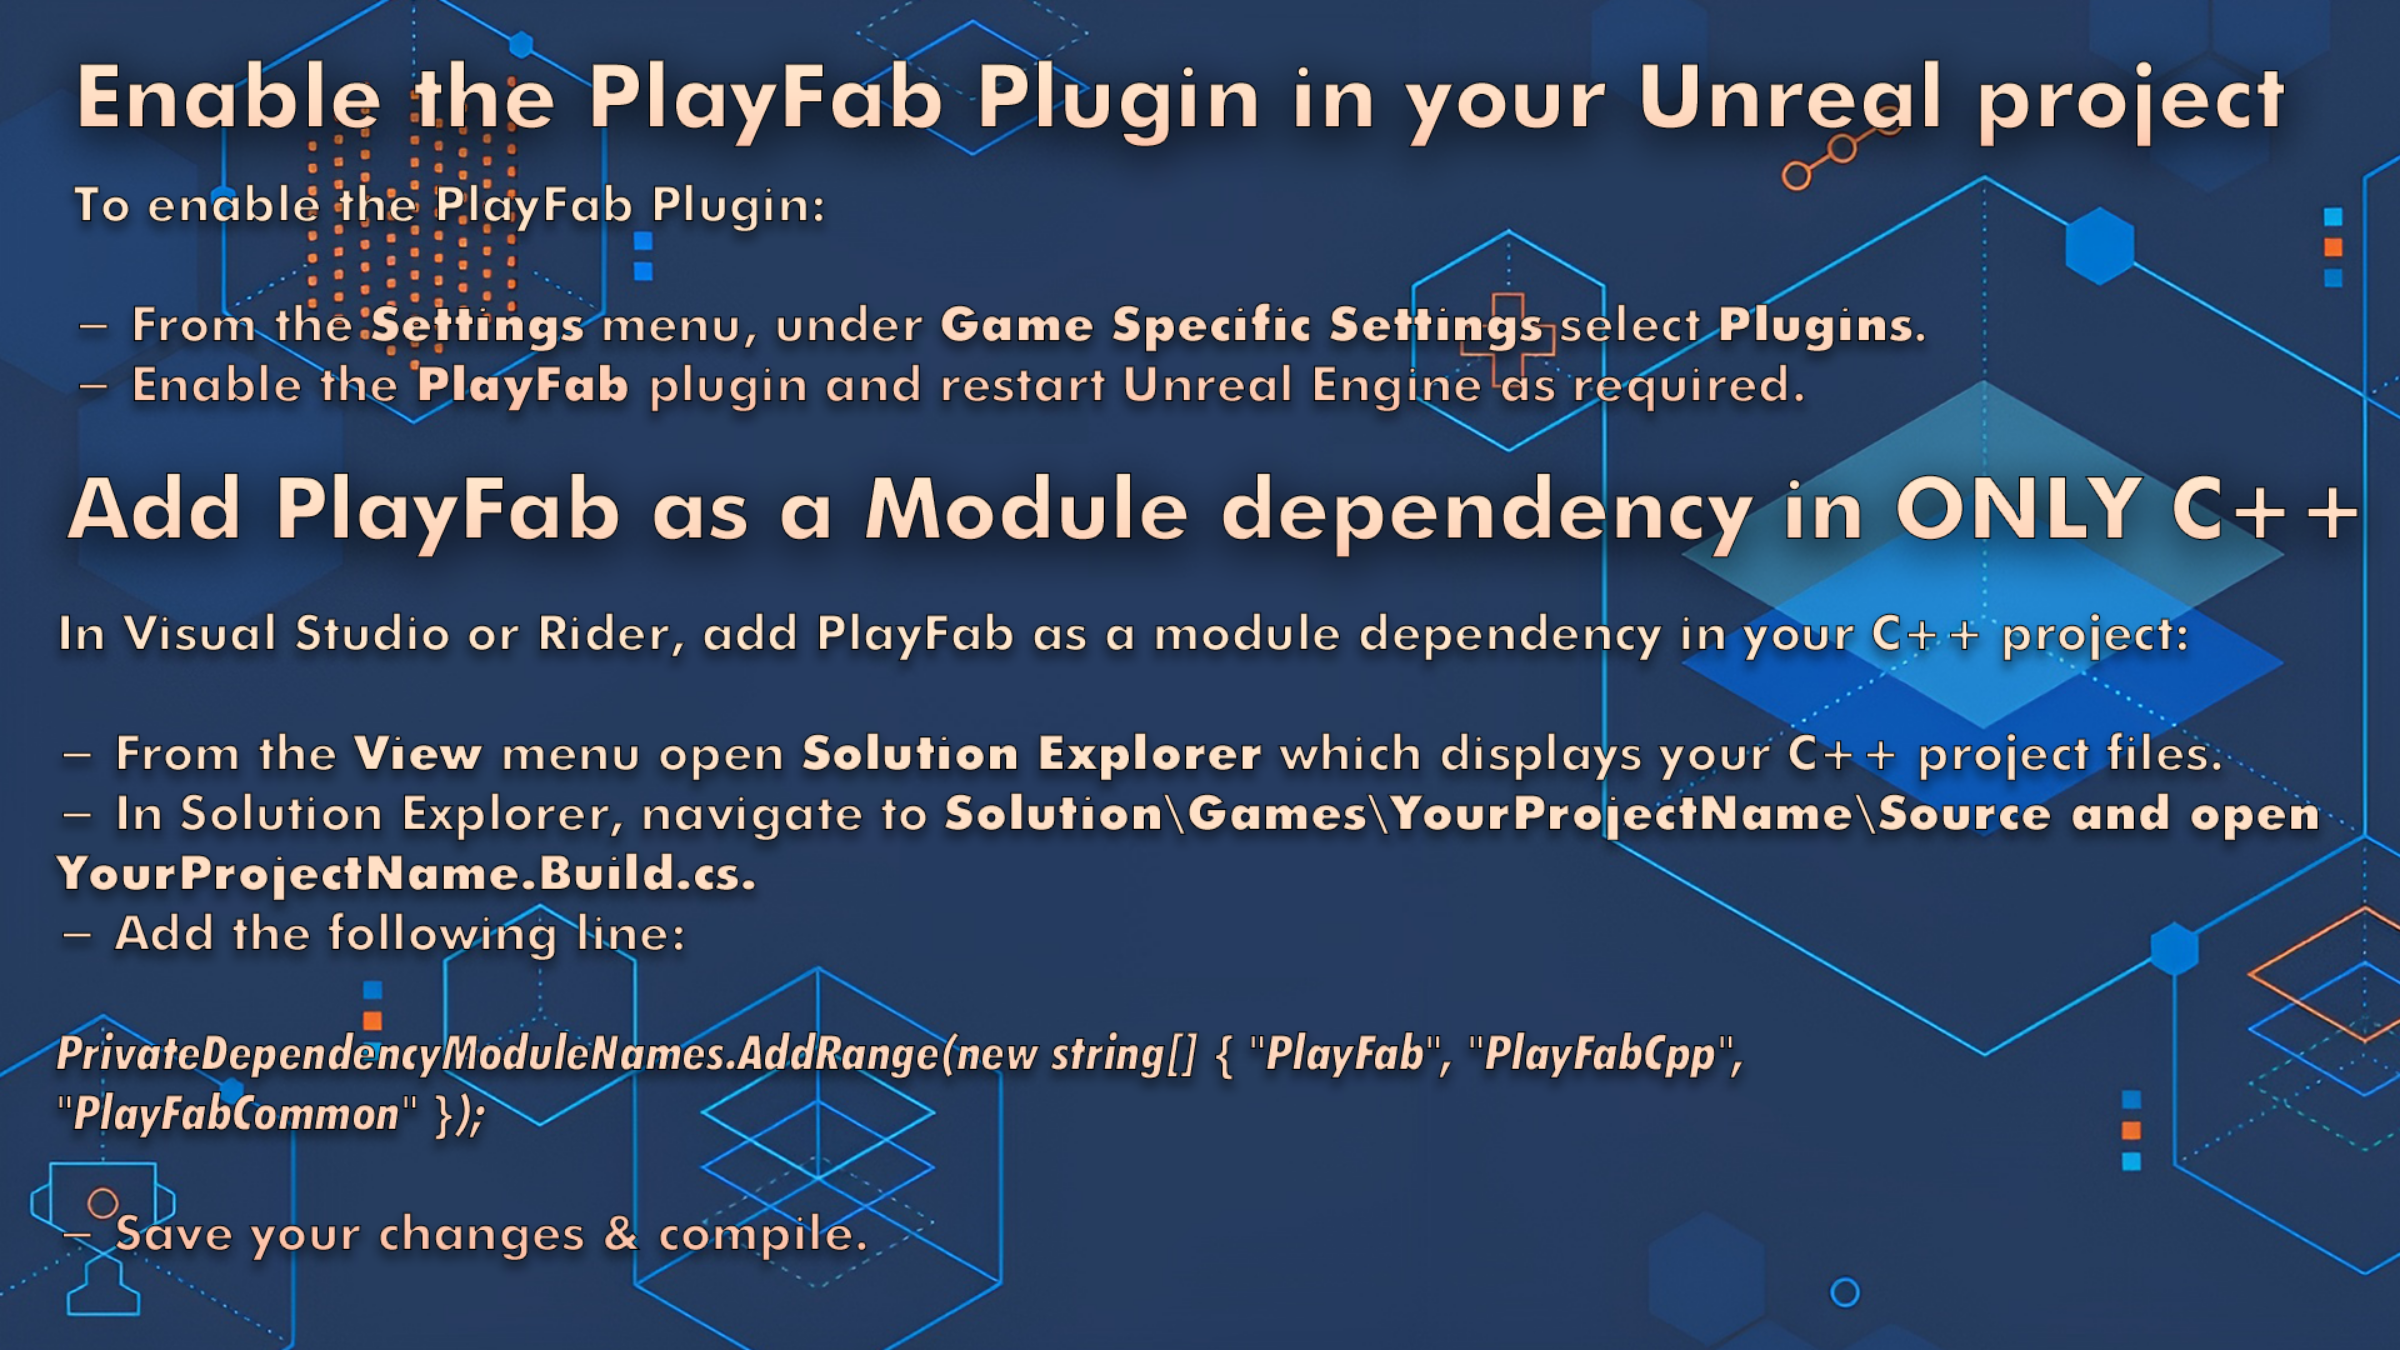 Enable the PlayFab Plugin in your Unreal project
To enable the PlayFab Plugin:
– From the Settings menu, under Game Specific Settings select Plugins.
– Enable the PlayFab plugin and restart Unreal Engine as required.
Add PlayFab as a Module dependency in ONLY C++
In Visual Studio or Rider, add PlayFab as a module dependency in your C++ project:
– From the View menu open Solution Explorer which displays your C++ project files.
– In Solution Explorer, navigate to Solution\Games\YourProjectName\Source and open
YourProjectName.Build.cs.
– Add the following line:
PrivateDependencyModuleNames.AddRange(new string[] { "PlayFab", "PlayFabCpp",
"PlayFabCommon" });
– Save your changes & compile.